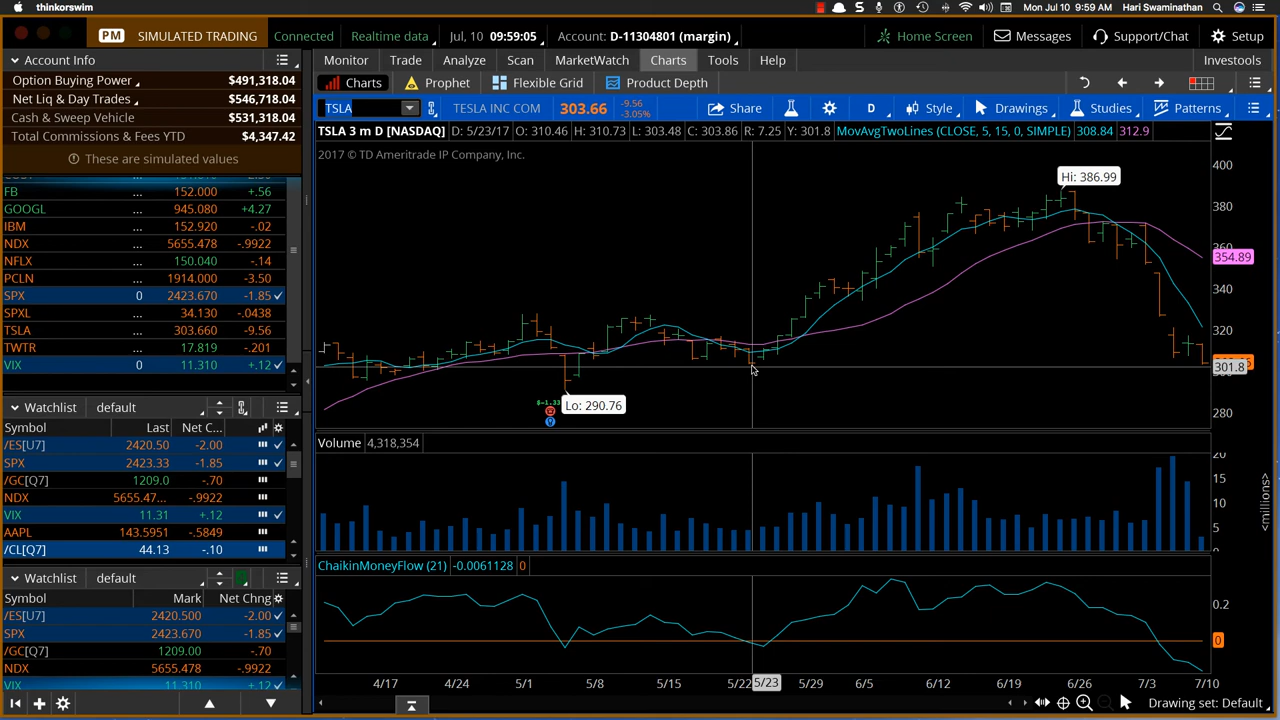 thinkorswim
Mon Jul 10 9:59 AM Hari Swaminathan
PM SIMULATED TRADING Connected Realtime data Jul, 10 09:59:05 Account: D-11304801 (margin) Home Screen Messages Support/Chat Setup
Account Info
Option Buying Power $491,318.04
Net Liq & Day Trades $546,718.04
Cash & Sweep Vehicle $531,318.04
Total Commissions & Fees YTD $4,347.42
These are simulated values
FB ... 152.000 +.56
GOOGL ... 945.080 +4.27
IBM ... 152.920 -.02
NDX ... 5655.478 -.9922
NFLX ... 150.040 -.14
PCLN ... 1914.000 -3.50
SPX 0 2423.670 -1.85
SPXL ... 34.130 -.0438
TSLA ... 303.660 -9.56
TWTR ... 17.819 -.201
VIX 0 11.310 +.12
Watchlist default
Symbol Last Net C...
/ES[U7] 2420.50 -2.00
SPX 2423.33 -1.85
/GC[Q7] 1209.0 -.70
NDX 5655.47... -.9922
VIX 11.31 +.12
AAPL 143.5951 -.5849
/CL[Q7] 44.13 -.10
Watchlist default
Symbol Mark Net Chng
/ES[U7] 2420.500 -2.00
SPX 2423.670 -1.85
/GC[Q7] 1209.00 -.70
NDX 5655.478 -.9922
VIX 11.310 +.12
Monitor Trade Analyze Scan MarketWatch Charts Tools Help Investools
Charts Prophet Flexible Grid Product Depth
TSLA TESLA INC COM 303.66 -9.56 -3.05% Share D Style Drawings Studies Patterns
TSLA 3 m D [NASDAQ] D: 5/23/17 O: 310.46 H: 310.73 L: 303.48 C: 303.86 R: 7.25 Y: 301.8 MovAvgTwoLines (CLOSE, 5, 15, 0, SIMPLE) 308.84 312.9
2017 © TD Ameritrade IP Company, Inc.
Hi: 386.99
Lo: 290.76
$-1.33
400
380
360
354.89
340
320
301.8
280
Volume 4,318,354
20
15
10
5
<millions>
ChaikinMoneyFlow (21) -0.0061128 0
0.2
0
4/17 4/24 5/1 5/8 5/15 5/22 5/23 5/29 6/5 6/12 6/19 6/26 7/3 7/10
Drawing set: Default